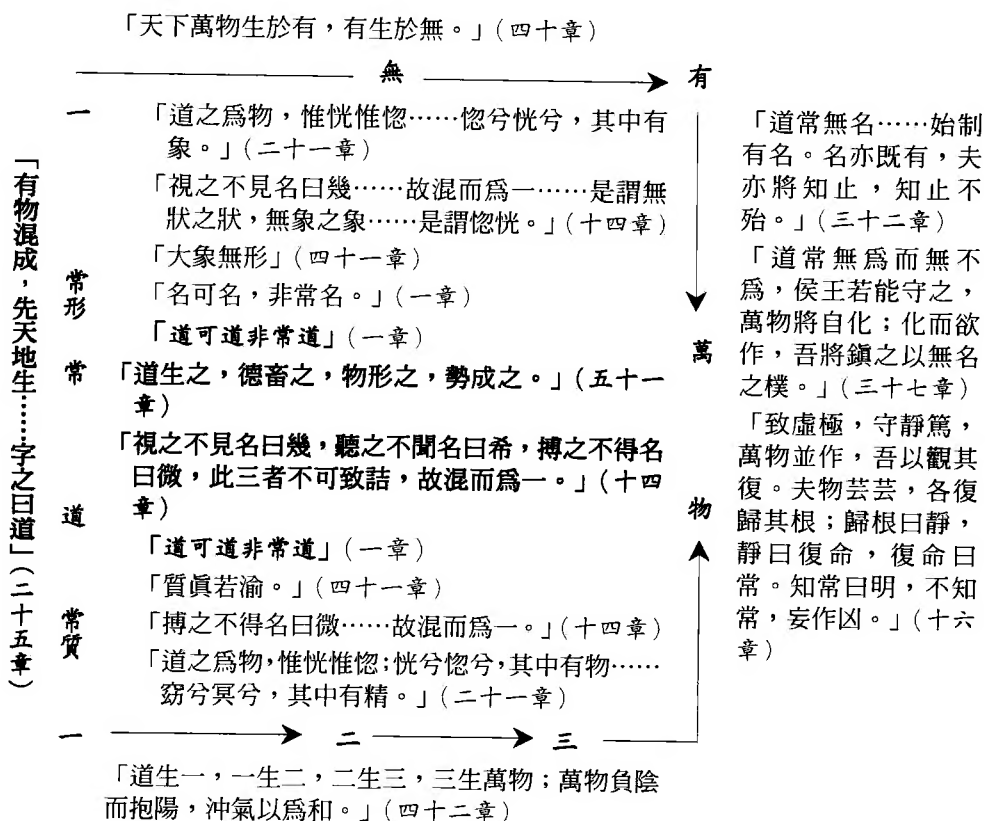 「天下萬物生於有，有生於無。」（四十章）
無
有
「有物混成，先天地生……字之曰道」（二十五章）
一
常形
常
道
常質
一
「道之爲物，惟恍惟惚……惚兮恍兮，其中有
象。」（二十一章）
「視之不見名曰幾……故混而爲一……是謂無
狀之狀，無象之象……是謂惚恍。」（十四章）
「大象無形」（四十一章）
「名可名，非常名。」（一章）
「道可道非常道」（一章）
「道生之，德畜之，物形之，勢成之。」（五十一
章）
「視之不見名曰幾，聽之不聞名曰希，搏之不得名
曰微，此三者不可致詰，故混而爲一。」（十四
章）
「道可道非常道」（一章）
「質眞若渝。」（四十一章）
「搏之不得名曰微……故混而爲一。」（十四章）
「道之爲物，惟恍惟惚；恍兮惚兮，其中有物……
窈兮冥兮，其中有精。」（二十一章）
二
三
萬
物
「道常無名……始制
有名。名亦既有，夫
亦將知止，知止不
殆。」（三十二章）
「道常無爲而無不
爲，侯王若能守之，
萬物將自化；化而欲
作，吾將鎮之以無名
之樸。」（三十七章）
「致虛極，守靜篤，
萬物並作，吾以觀其
復。夫物芸芸，各復
歸其根；歸根曰靜，
靜曰復命，復命曰
常。知常曰明，不知
常，妄作凶。」（十六
章）
「道生一，一生二，二生三，三生萬物；萬物負陰
而抱陽，沖氣以爲和。」（四十二章）